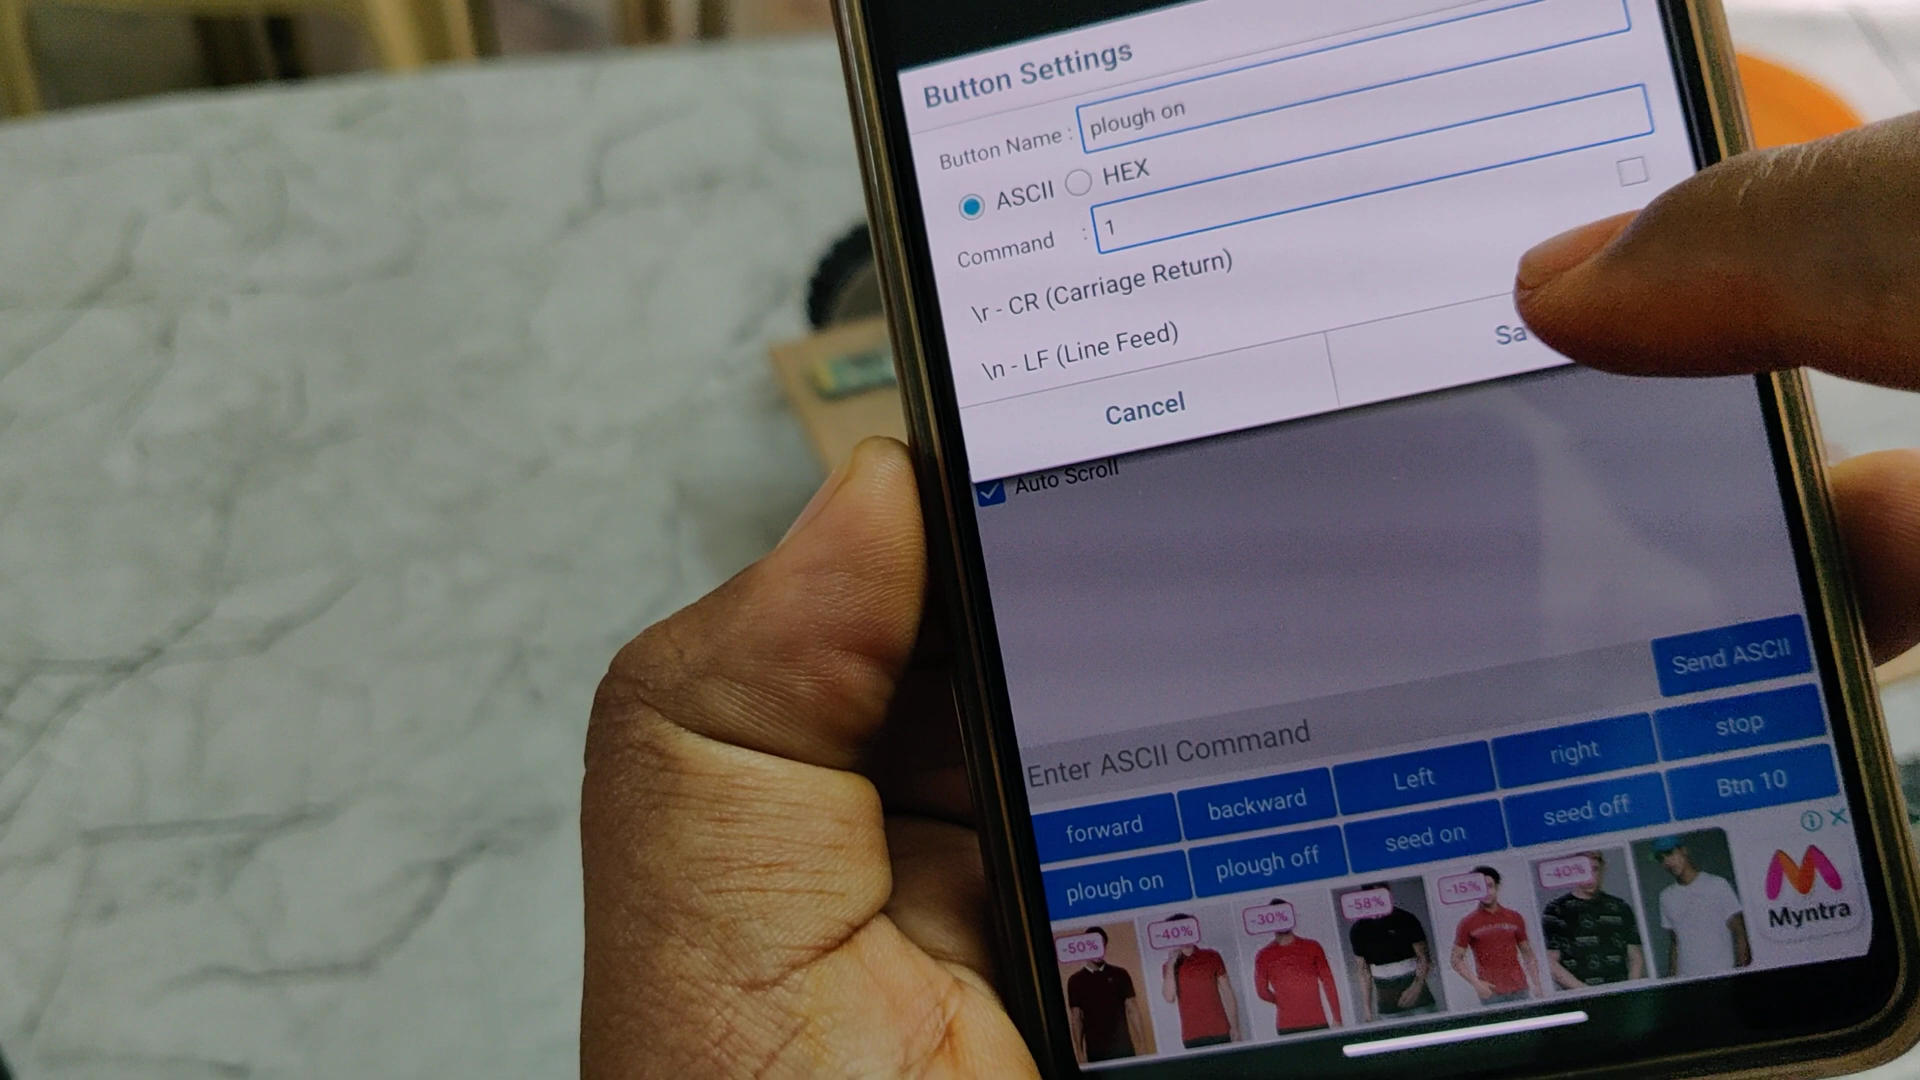 Button Settings
Button Name : plough on
ASCII HEX
Command : 1
\r - CR (Carriage Return)
\n - LF (Line Feed)
Cancel
Auto Scroll
Send ASCII
Enter ASCII Command
forward backward Left right stop
plough on plough off seed on seed off Btn 10
-50% -40% -30% -58% -15% -40%
Myntra